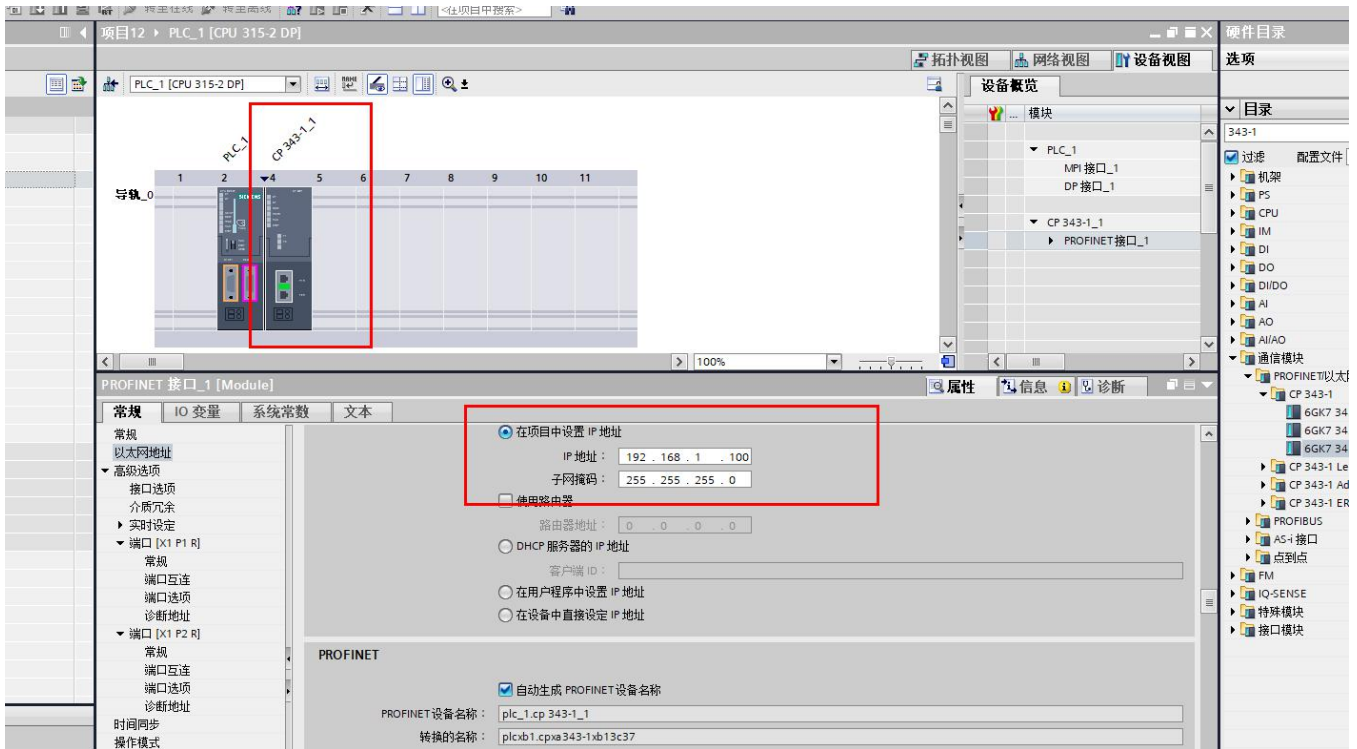 转至在线 转至离线 <在项目中搜索>
项目12 ▸ PLC_1 [CPU 315-2 DP]
拓扑视图 网络视图 设备视图
PLC_1 [CPU 315-2 DP]
PLC_1
CP 343-1_1
1 2 4 5 6 7 8 9 10 11
导轨_0
SIEMENS
100%
设备概览
... 模块
PLC_1
MPI 接口_1
DP 接口_1
CP 343-1_1
PROFINET接口_1
PROFINET 接口_1 [Module]
属性 信息 诊断
常规 IO 变量 系统常数 文本
常规
以太网地址
高级选项
接口选项
介质冗余
实时设定
端口 [X1 P1 R]
常规
端口互连
端口选项
诊断地址
端口 [X1 P2 R]
常规
端口互连
端口选项
诊断地址
时间同步
操作模式
在项目中设置 IP 地址
IP 地址： 192 . 168 . 1 . 100
子网掩码： 255 . 255 . 255 . 0
使用路由器
路由器地址： 0 . 0 . 0 . 0
DHCP 服务器的 IP 地址
客户端 ID：
在用户程序中设置 IP 地址
在设备中直接设定 IP 地址
PROFINET
自动生成 PROFINET设备名称
PROFINET设备名称： plc_1.cp 343-1_1
转换的名称： plcxb1.cpxa343-1xb13c37
硬件目录
选项
目录
343-1
过滤 配置文件
机架
PS
CPU
IM
DI
DO
DI/DO
AI
AO
AI/AO
通信模块
PROFINET/以太
CP 343-1
6GK7 34
6GK7 34
6GK7 34
CP 343-1 Le
CP 343-1 Ad
CP 343-1 ER
PROFIBUS
AS-i 接口
点到点
FM
IQ-SENSE
特殊模块
接口模块